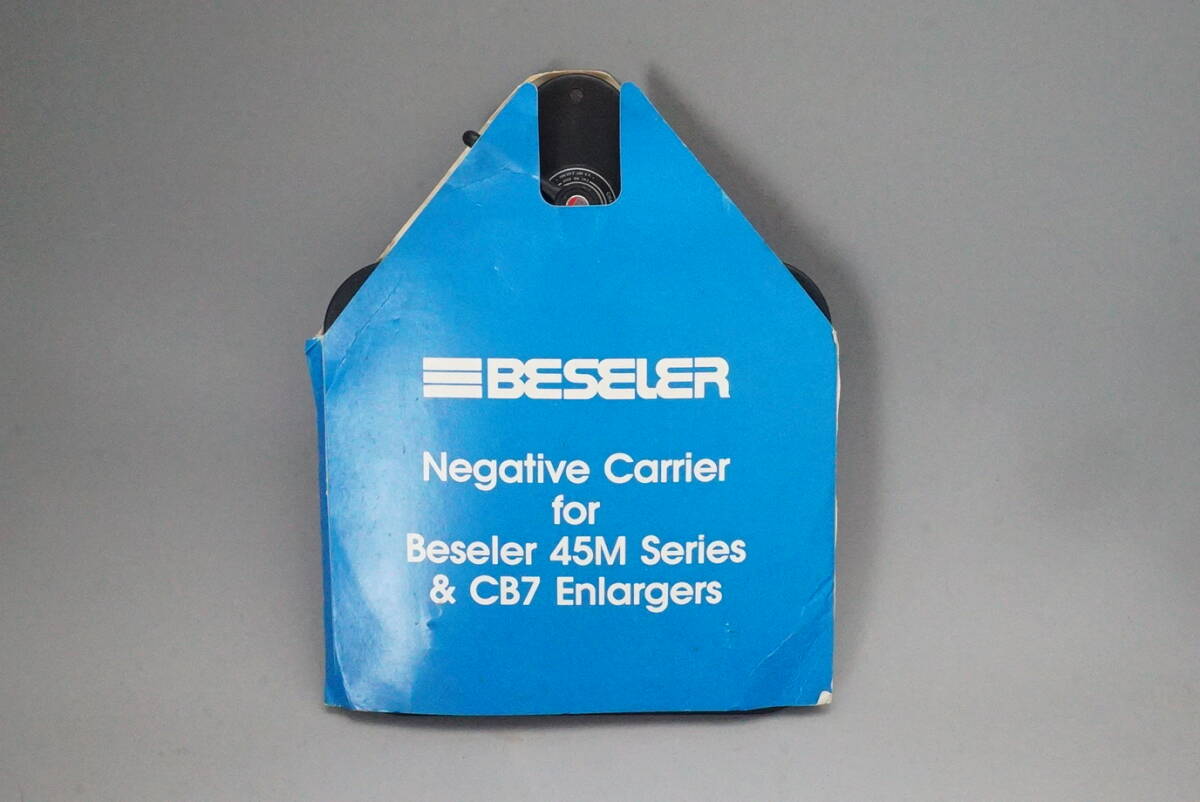 BESELER
Negative Carrier
for
Beseler 45M Series
& CB7 Enlargers